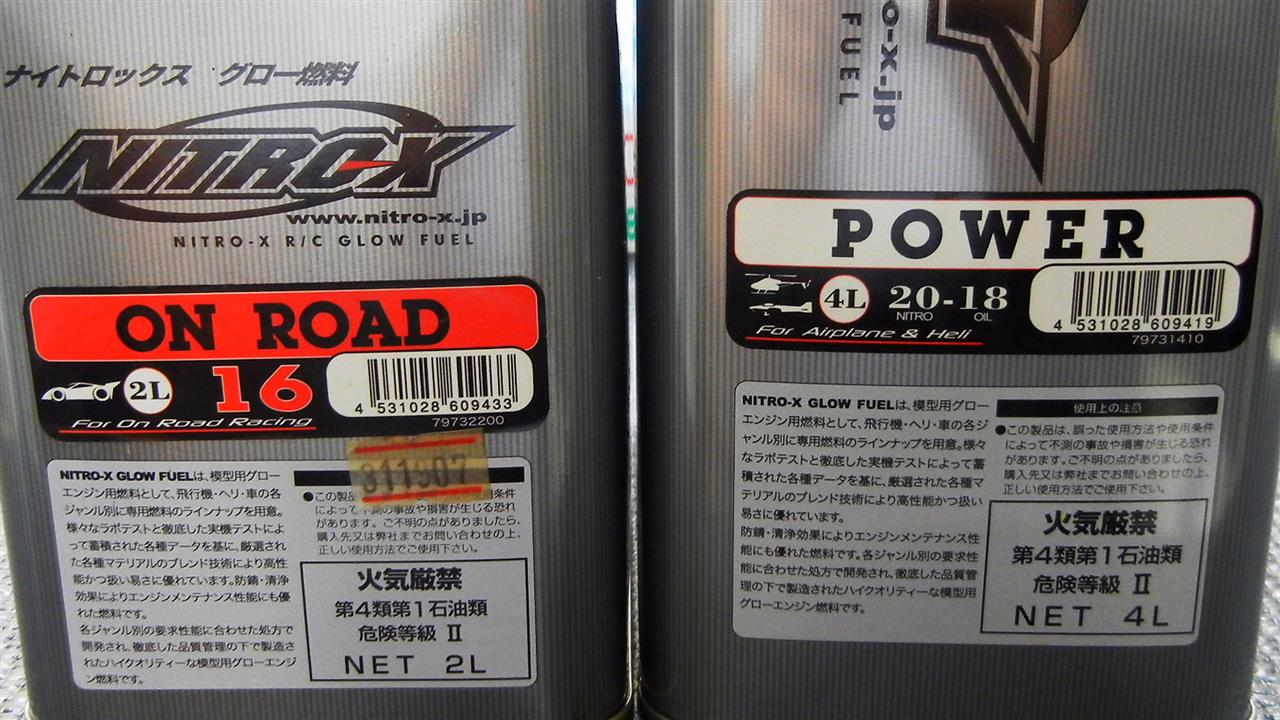 ナイトロックス グロー燃料
NITRO-X
www.nitro-x.jp
NITRO-X R/C GLOW FUEL
ON ROAD
2L 16
For On Road Racing
4 531028 609433
79732200
311807
NITRO-X GLOW FUELは、模型用グロー
エンジン用燃料として、飛行機・ヘリ・車の各
ジャンル別に専用燃料のラインナップを用意。
様々なラボテストと徹底した実機テストによ
って蓄積された各種データを基に、厳選され
た各種マテリアルのブレンド技術により高性
能かつ扱い易さに優れています。防錆・清浄
効果によりエンジンメンテナンス性能にも優
れた燃料です。
各ジャンル別の要求性能に合わせた処方で
開発され、徹底した品質管理の下で製造さ
れたハイクオリティーな模型用グローエンジ
ン燃料です。
●この製品 用条件
によって不測の事故や損害が生じる恐れ
があります。ご不明の点がありましたら、
購入先又は弊社までお問い合わせの上、
正しい使用方法でご使用下さい。
火気厳禁
第4類第1石油類
危険等級 Ⅱ
NET 2L
o-x.jp
FUEL
POWER
4L 20-18
NITRO OIL
For Airplane & Heli
4 531028 609419
79731410
NITRO-X GLOW FUELは、模型用グロー
エンジン用燃料として、飛行機・ヘリ・車の各ジ
ャンル別に専用燃料のラインナップを用意。様々
なラボテストと徹底した実機テストによって蓄
積された各種データを基に、厳選された各種マ
テリアルのブレンド技術により高性能かつ扱い
易さに優れています。
防錆・清浄効果によりエンジンメンテナンス性
能にも優れた燃料です。各ジャンル別の要求性
能に合わせた処方で開発され、徹底した品質管
理の下で製造されたハイクオリティーな模型用
グローエンジン燃料です。
使用上の注意
●この製品は、誤った使用方法や使用条件
によって不測の事故や損害が生じる恐れ
があります。ご不明の点がありましたら、
購入先又は弊社までお問い合わせの上、
正しい使用方法でご使用下さい。
火気厳禁
第4類第1石油類
危険等級 Ⅱ
NET 4L